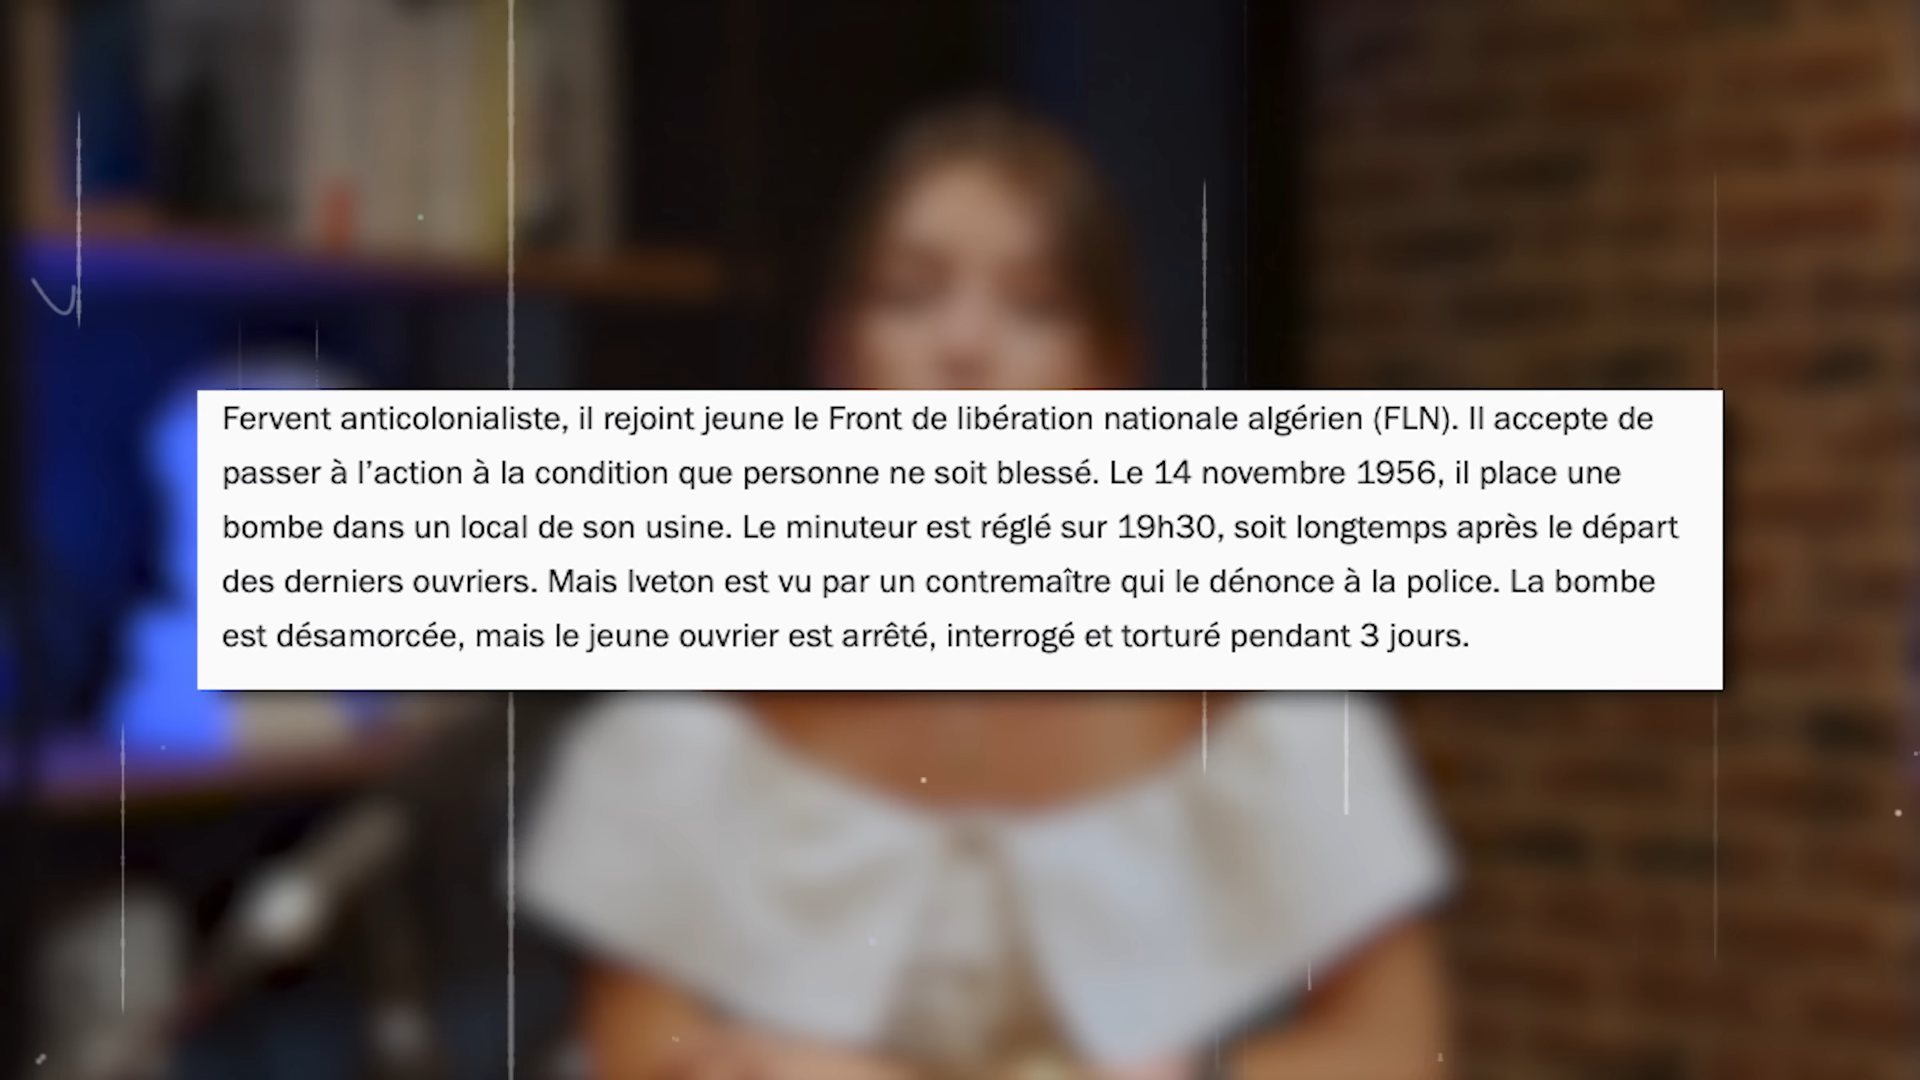 Fervent anticolonialiste, il rejoint jeune le Front de libération nationale algérien (FLN). Il accepte de
passer à l’action à la condition que personne ne soit blessé. Le 14 novembre 1956, il place une
bombe dans un local de son usine. Le minuteur est réglé sur 19h30, soit longtemps après le départ
des derniers ouvriers. Mais Iveton est vu par un contremaître qui le dénonce à la police. La bombe
est désamorcée, mais le jeune ouvrier est arrêté, interrogé et torturé pendant 3 jours.